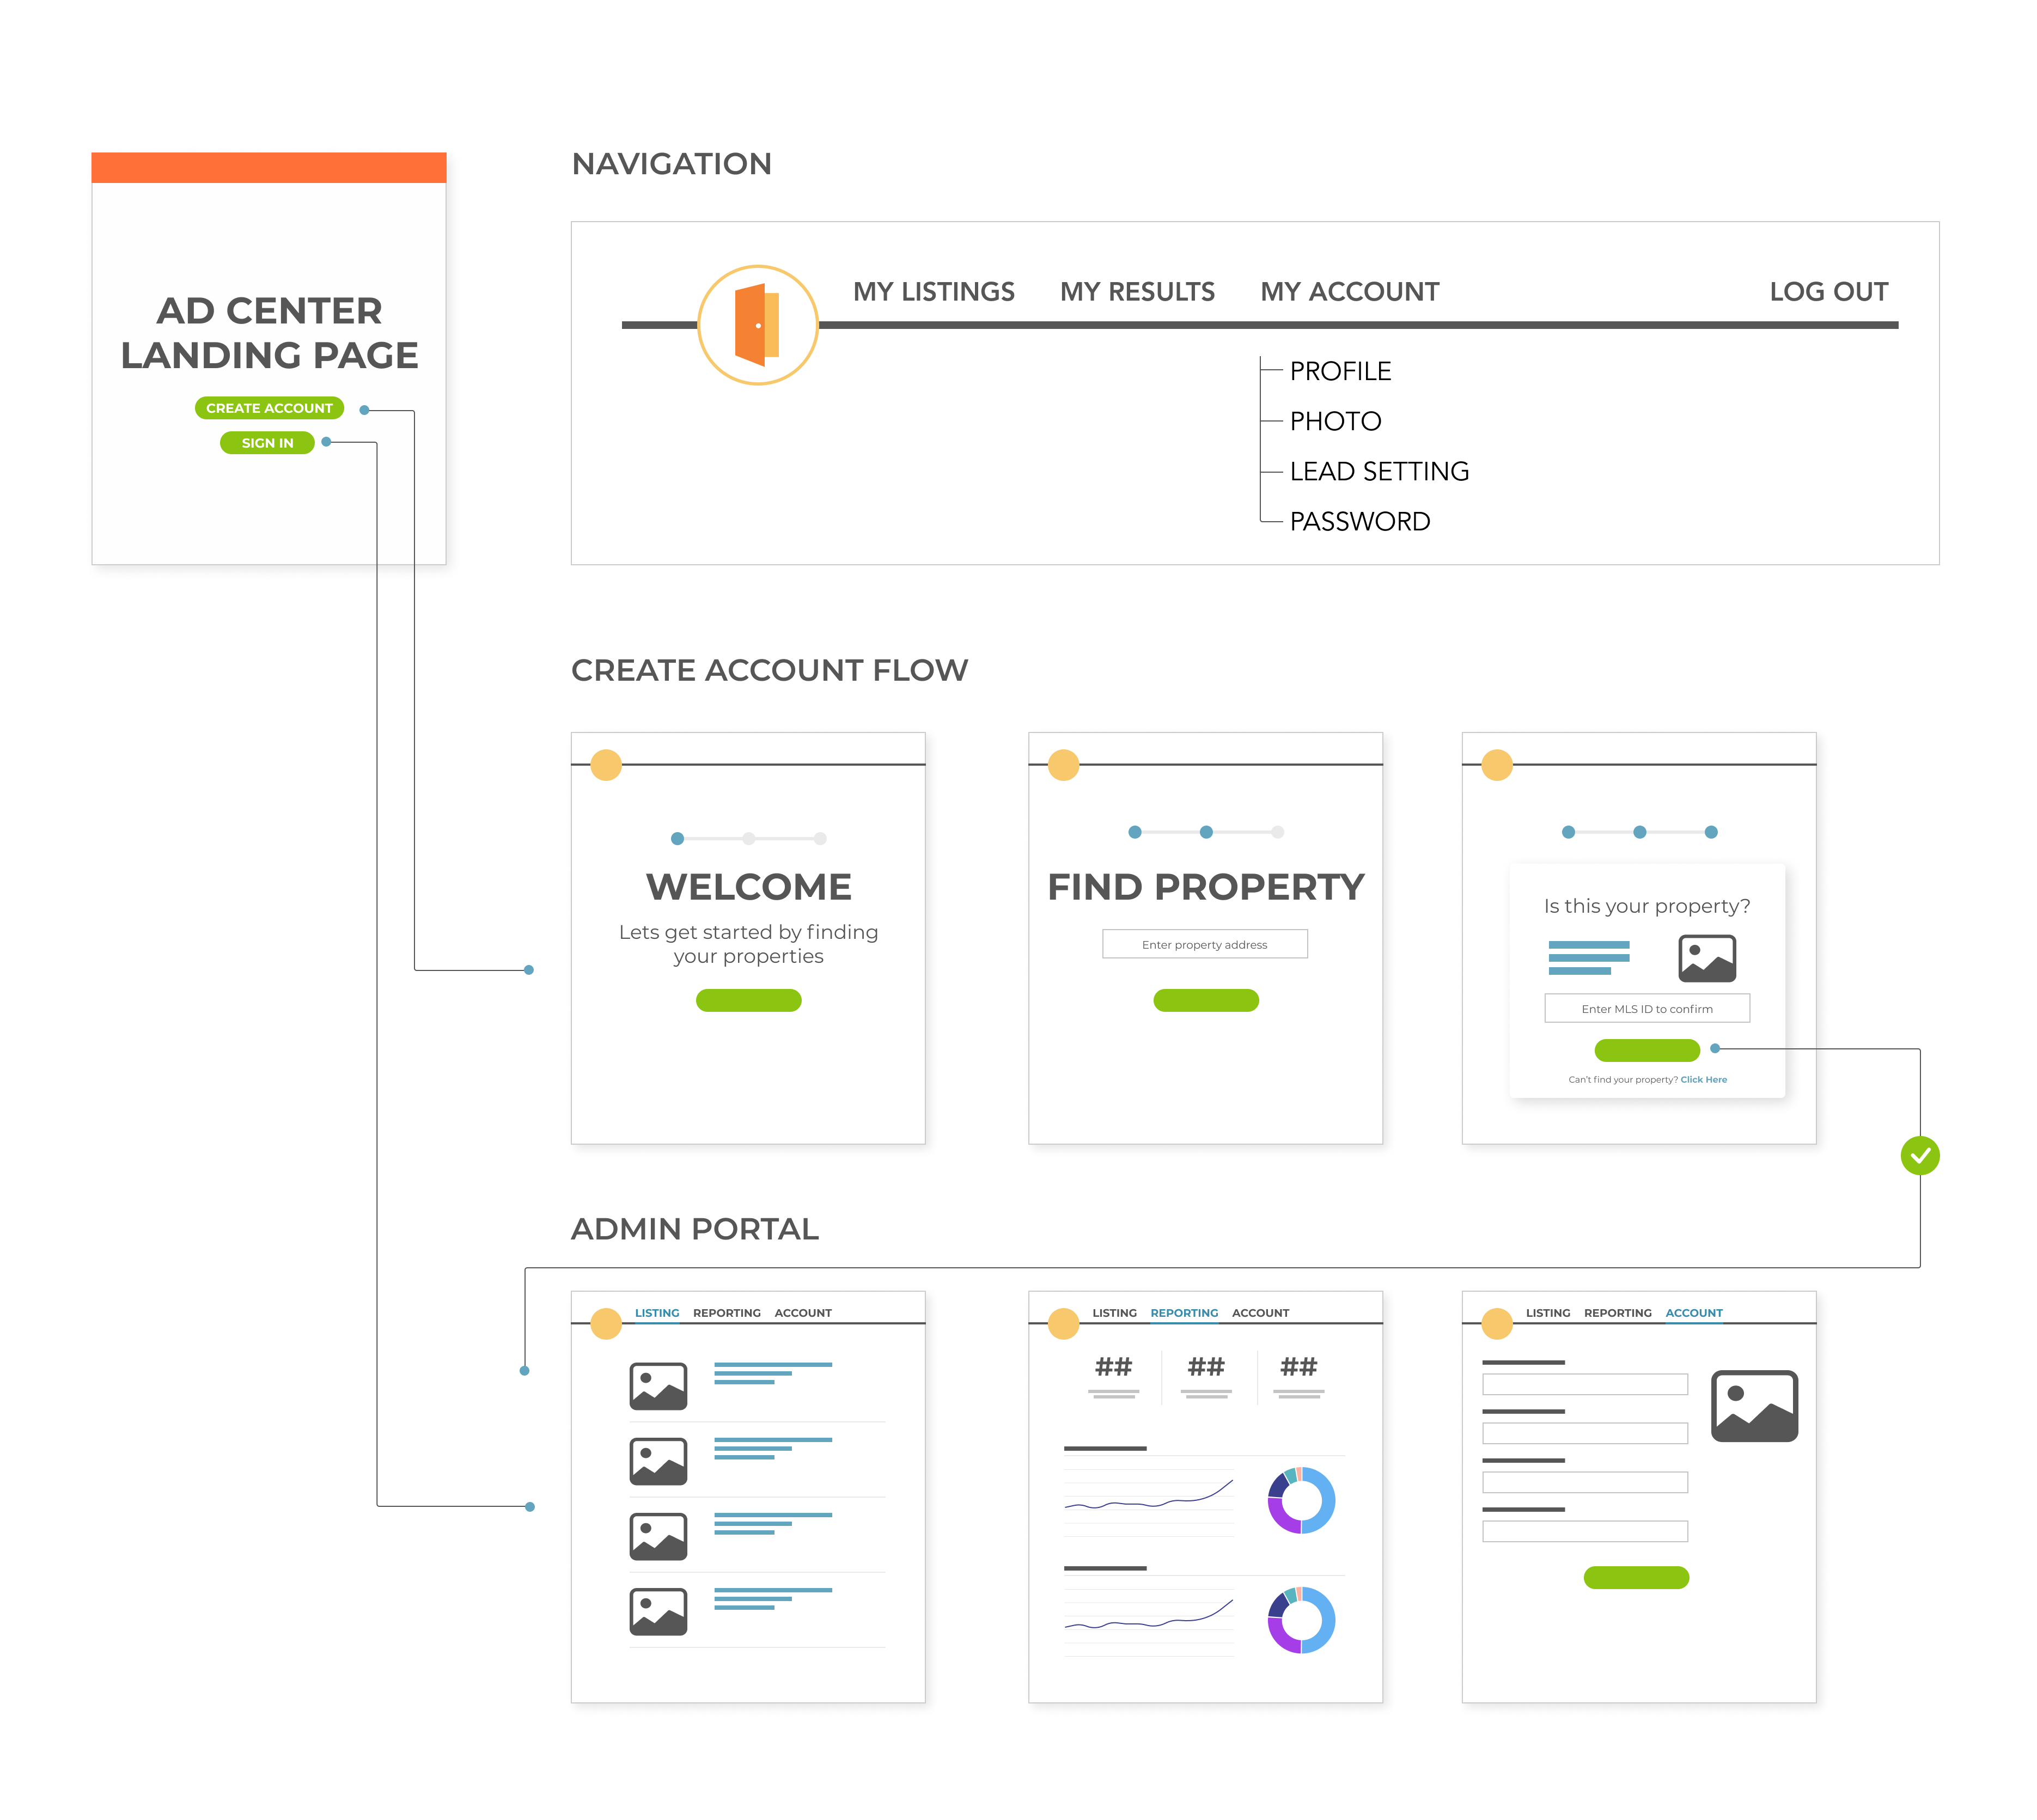 AD CENTER
LANDING PAGE
CREATE ACCOUNT
SIGN IN
NAVIGATION
MY LISTINGS MY RESULTS MY ACCOUNT LOG OUT
PROFILE
PHOTO
LEAD SETTING
PASSWORD
CREATE ACCOUNT FLOW
WELCOME
Lets get started by finding
your properties
FIND PROPERTY
Enter property address
Is this your property?
Enter MLS ID to confirm
Can't find your property? Click Here
ADMIN PORTAL
LISTING REPORTING ACCOUNT
LISTING REPORTING ACCOUNT
## ## ##
LISTING REPORTING ACCOUNT